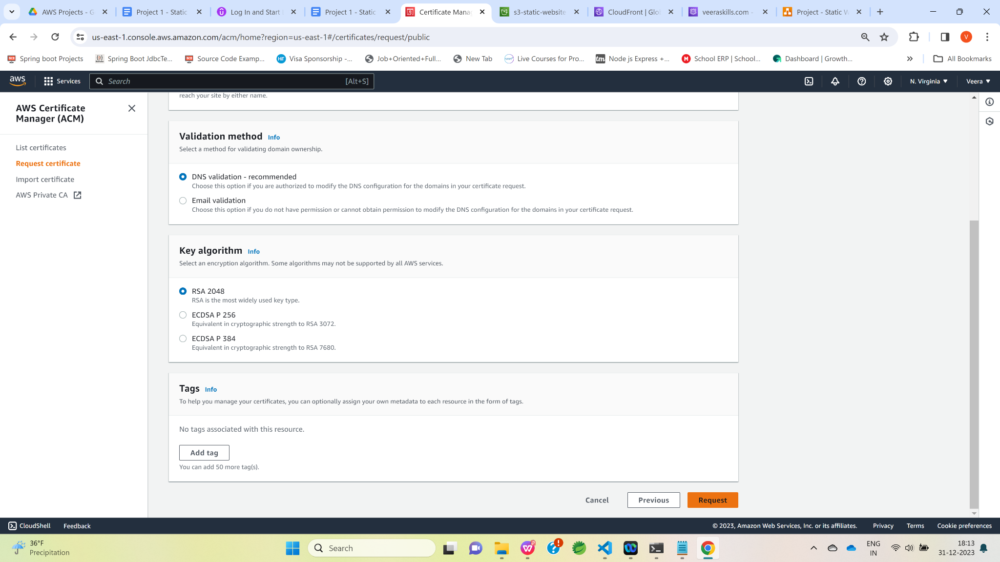 AWS Projects - G
Project 1 - Static
Log In and Start
Project 1 - Static
Certificate Manag
s3-static-website
CloudFront | Glo
veeraskills.com -
Project - Static W
us-east-1.console.aws.amazon.com/acm/home?region=us-east-1#/certificates/request/public
V
Spring boot Projects
Spring Boot JdbcTe...
Source Code Examp...
Visa Sponsorship -...
Job+Oriented+Full...
New Tab
Live Courses for Pro...
Node js Express +...
School ERP | School...
Dashboard | Growth...
All Bookmarks
aws
Services
Search
[Alt+S]
N. Virginia
Veera
AWS Certificate
Manager (ACM)
List certificates
Request certificate
Import certificate
AWS Private CA
reach your site by either name.
Validation method Info
Select a method for validating domain ownership.
DNS validation - recommended
Choose this option if you are authorized to modify the DNS configuration for the domains in your certificate request.
Email validation
Choose this option if you do not have permission or cannot obtain permission to modify the DNS configuration for the domains in your certificate request.
Key algorithm Info
Select an encryption algorithm. Some algorithms may not be supported by all AWS services.
RSA 2048
RSA is the most widely used key type.
ECDSA P 256
Equivalent in cryptographic strength to RSA 3072.
ECDSA P 384
Equivalent in cryptographic strength to RSA 7680.
Tags Info
To help you manage your certificates, you can optionally assign your own metadata to each resource in the form of tags.
No tags associated with this resource.
Add tag
You can add 50 more tag(s).
Cancel
Previous
Request
CloudShell
Feedback
© 2023, Amazon Web Services, Inc. or its affiliates.
Privacy
Terms
Cookie preferences
36°F
Precipitation
Search
ENG
IN
18:13
31-12-2023